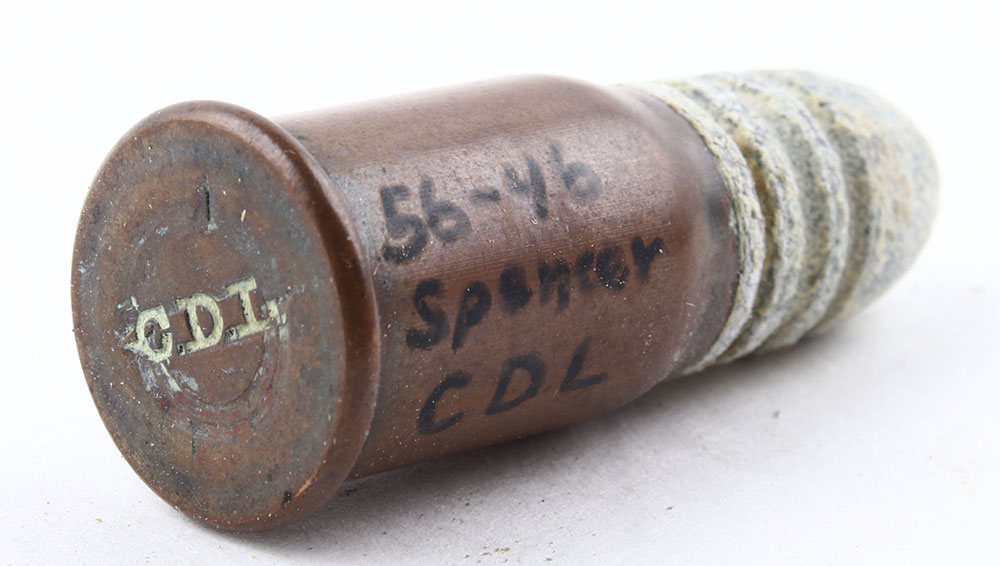 C.D.L.
56-46
Spencer
CDL